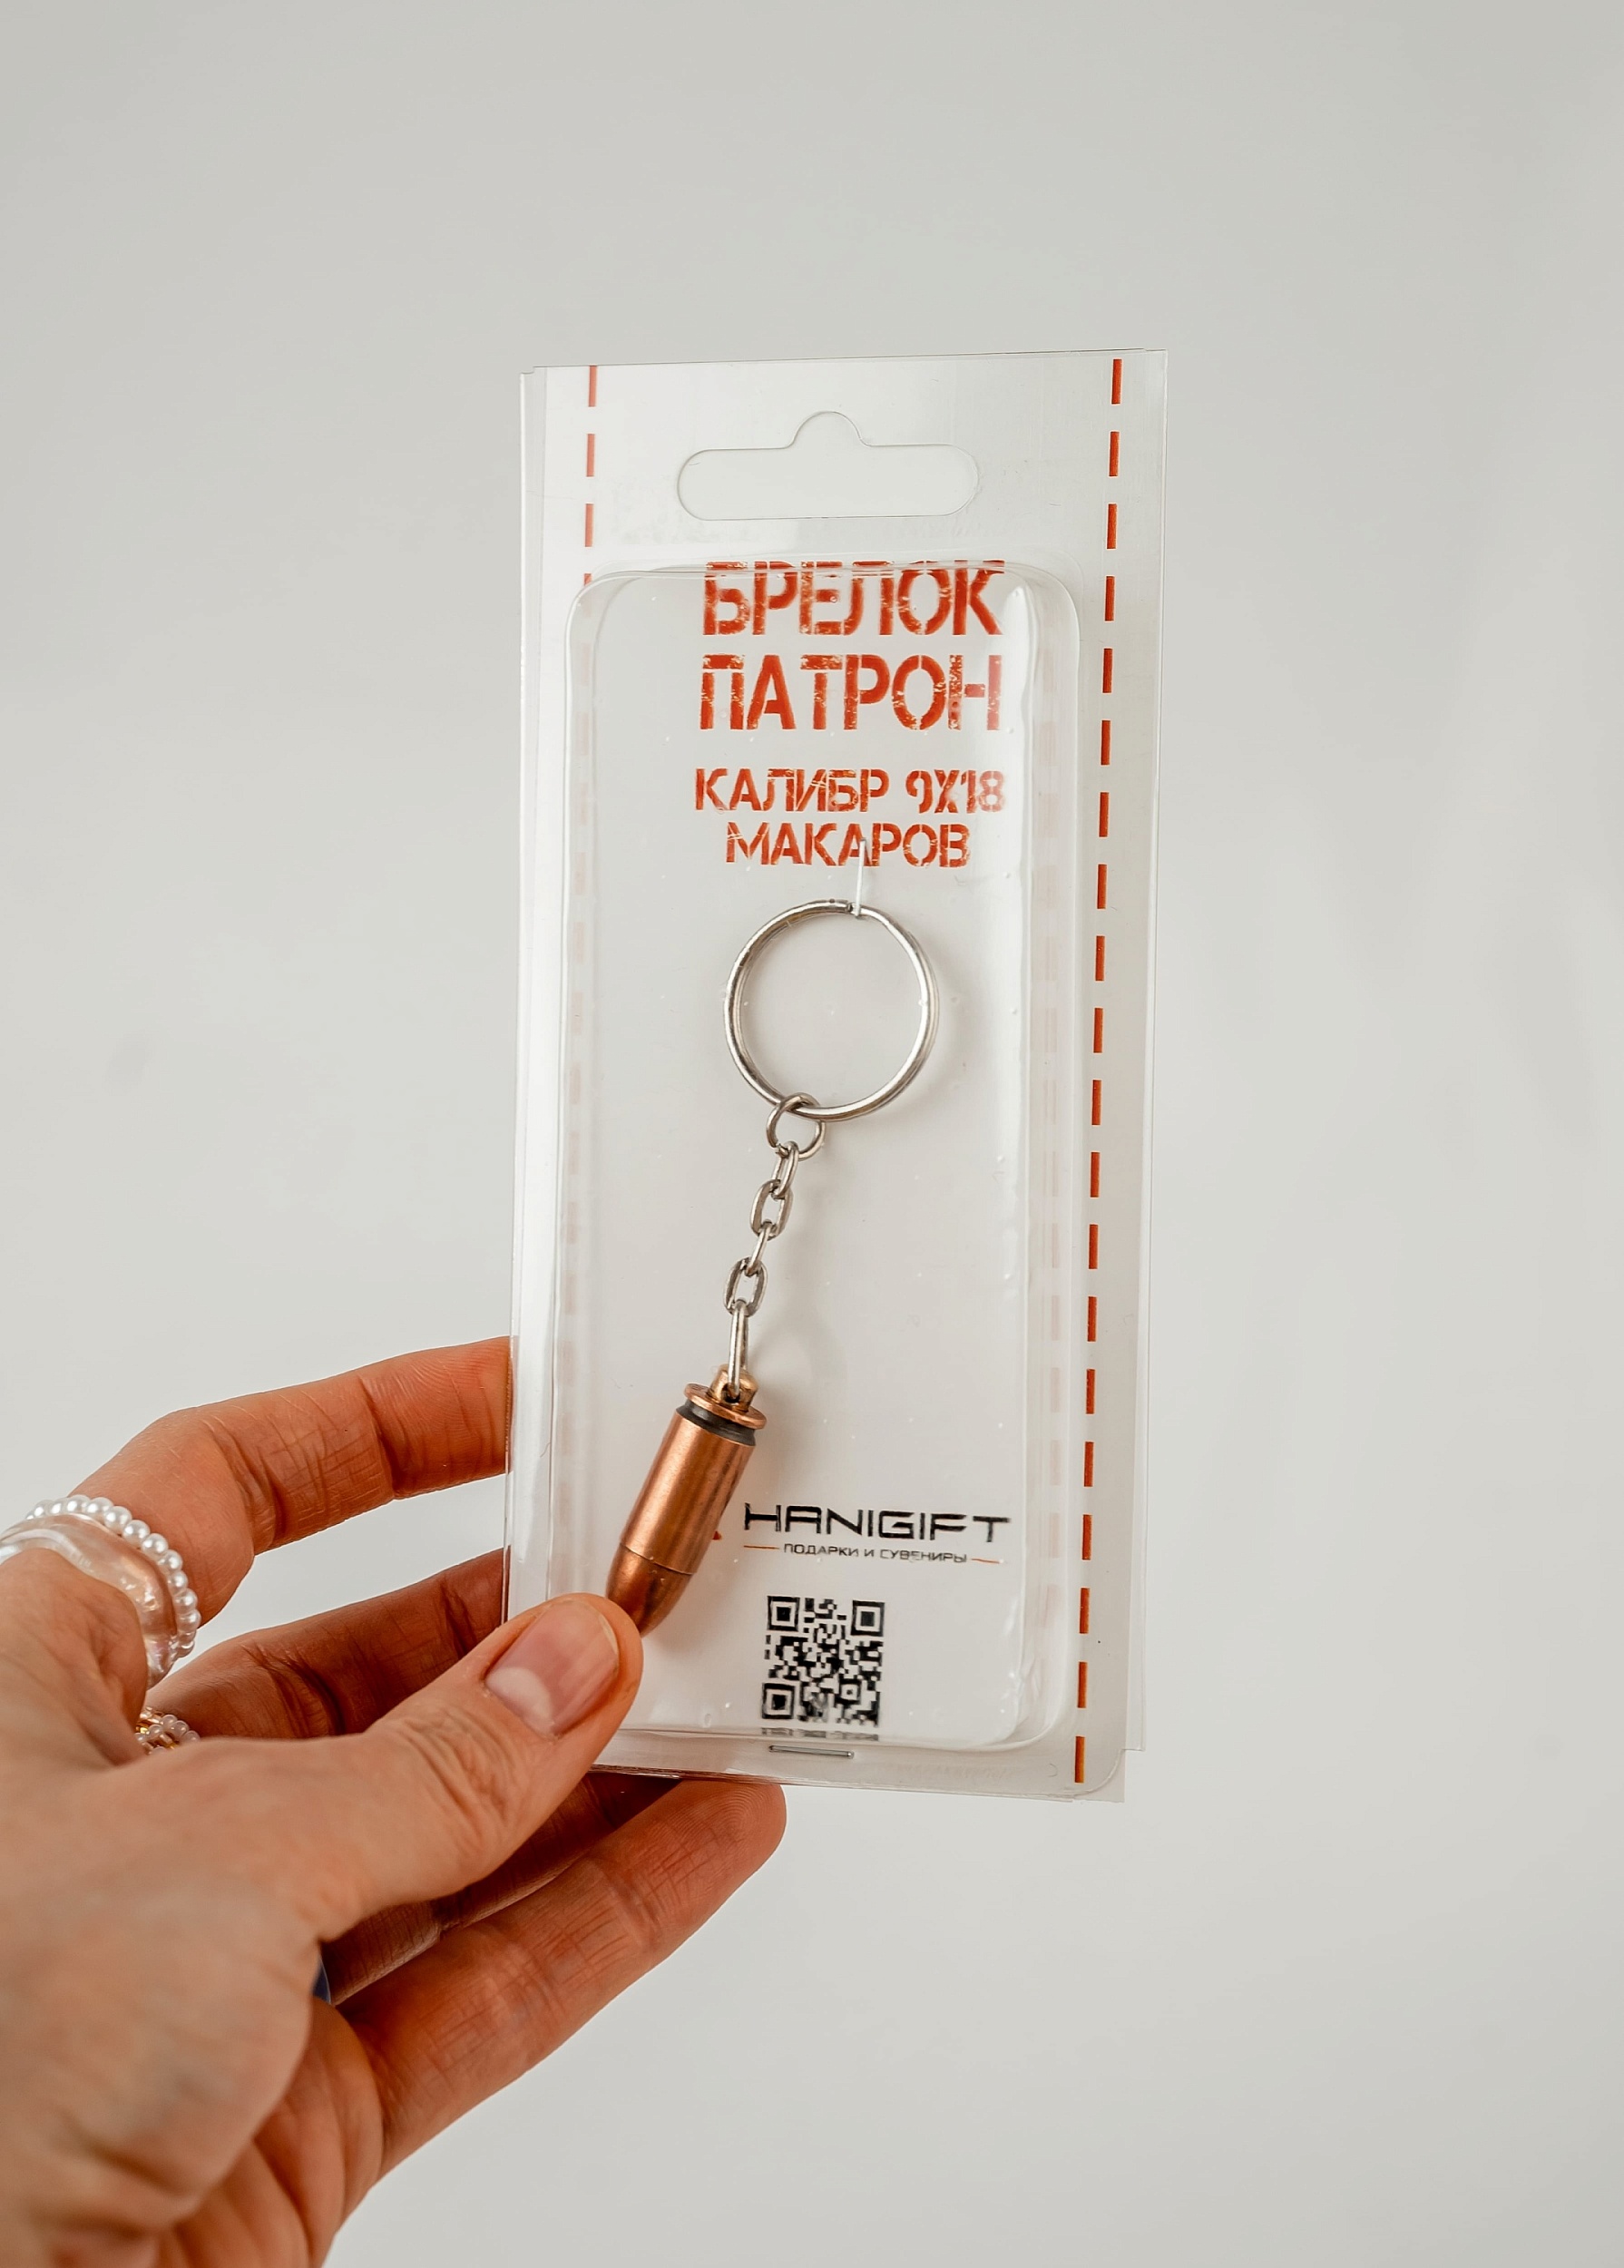 БРЕЛОК
ПАТРОН
КАЛИБР 9Х18
МАКАРОВ
HANIGIFT
ПОДАРКИ И СУВЕНИРЫ